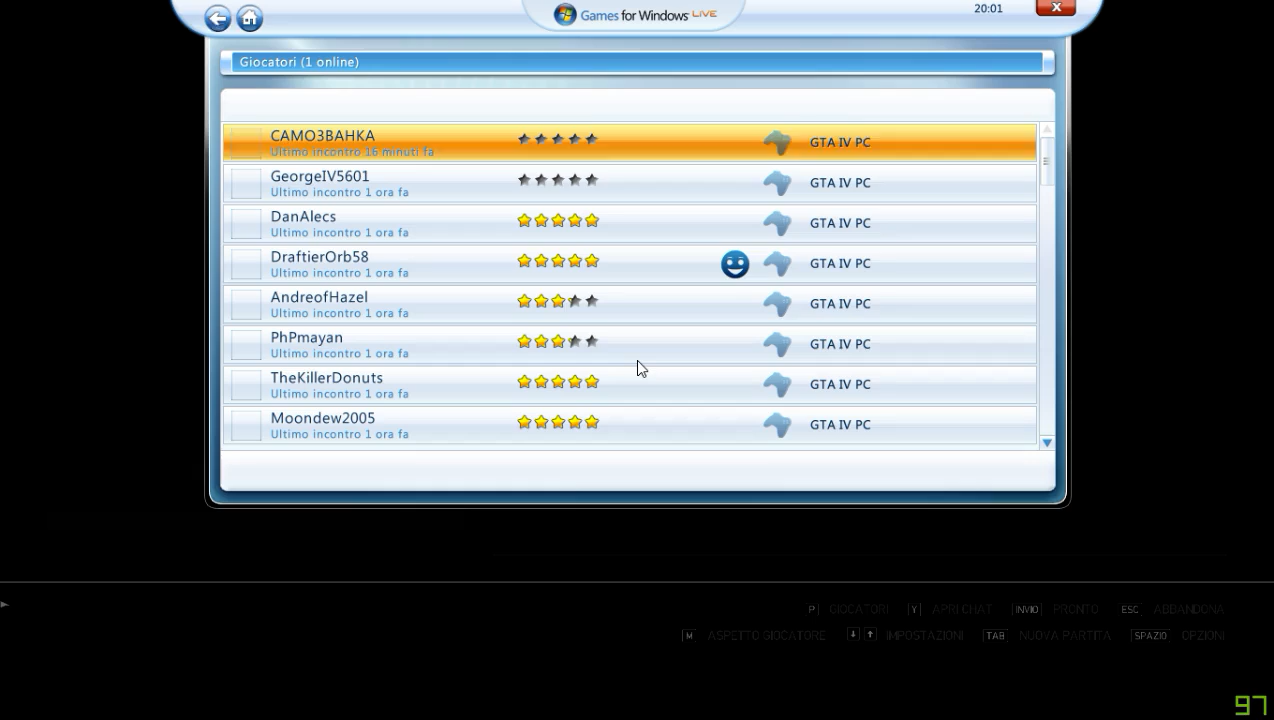 Games for Windows LIVE
20:01
Giocatori (1 online)
CAMO3BAHKA
GTA IV PC
Ultimo incontro 16 minuti fa
GeorgeIV5601
GTA IV PC
Ultimo incontro 1 ora fa
DanAlecs
GTA IV PC
Ultimo incontro 1 ora fa
DraftierOrb58
GTA IV PC
Ultimo incontro 1 ora fa
AndreofHazel
GTA IV PC
Ultimo incontro 1 ora fa
PhPmayan
GTA IV PC
Ultimo incontro 1 ora fa
TheKillerDonuts
GTA IV PC
Ultimo incontro 1 ora fa
Moondew2005
GTA IV PC
Ultimo incontro 1 ora fa
P GIOCATORI Y APRI CHAT INVIO PRONTO ESC ABBANDONA
M ASPETTO GIOCATORE IMPOSTAZIONI TAB NUOVA PARTITA SPAZIO OPZIONI
97